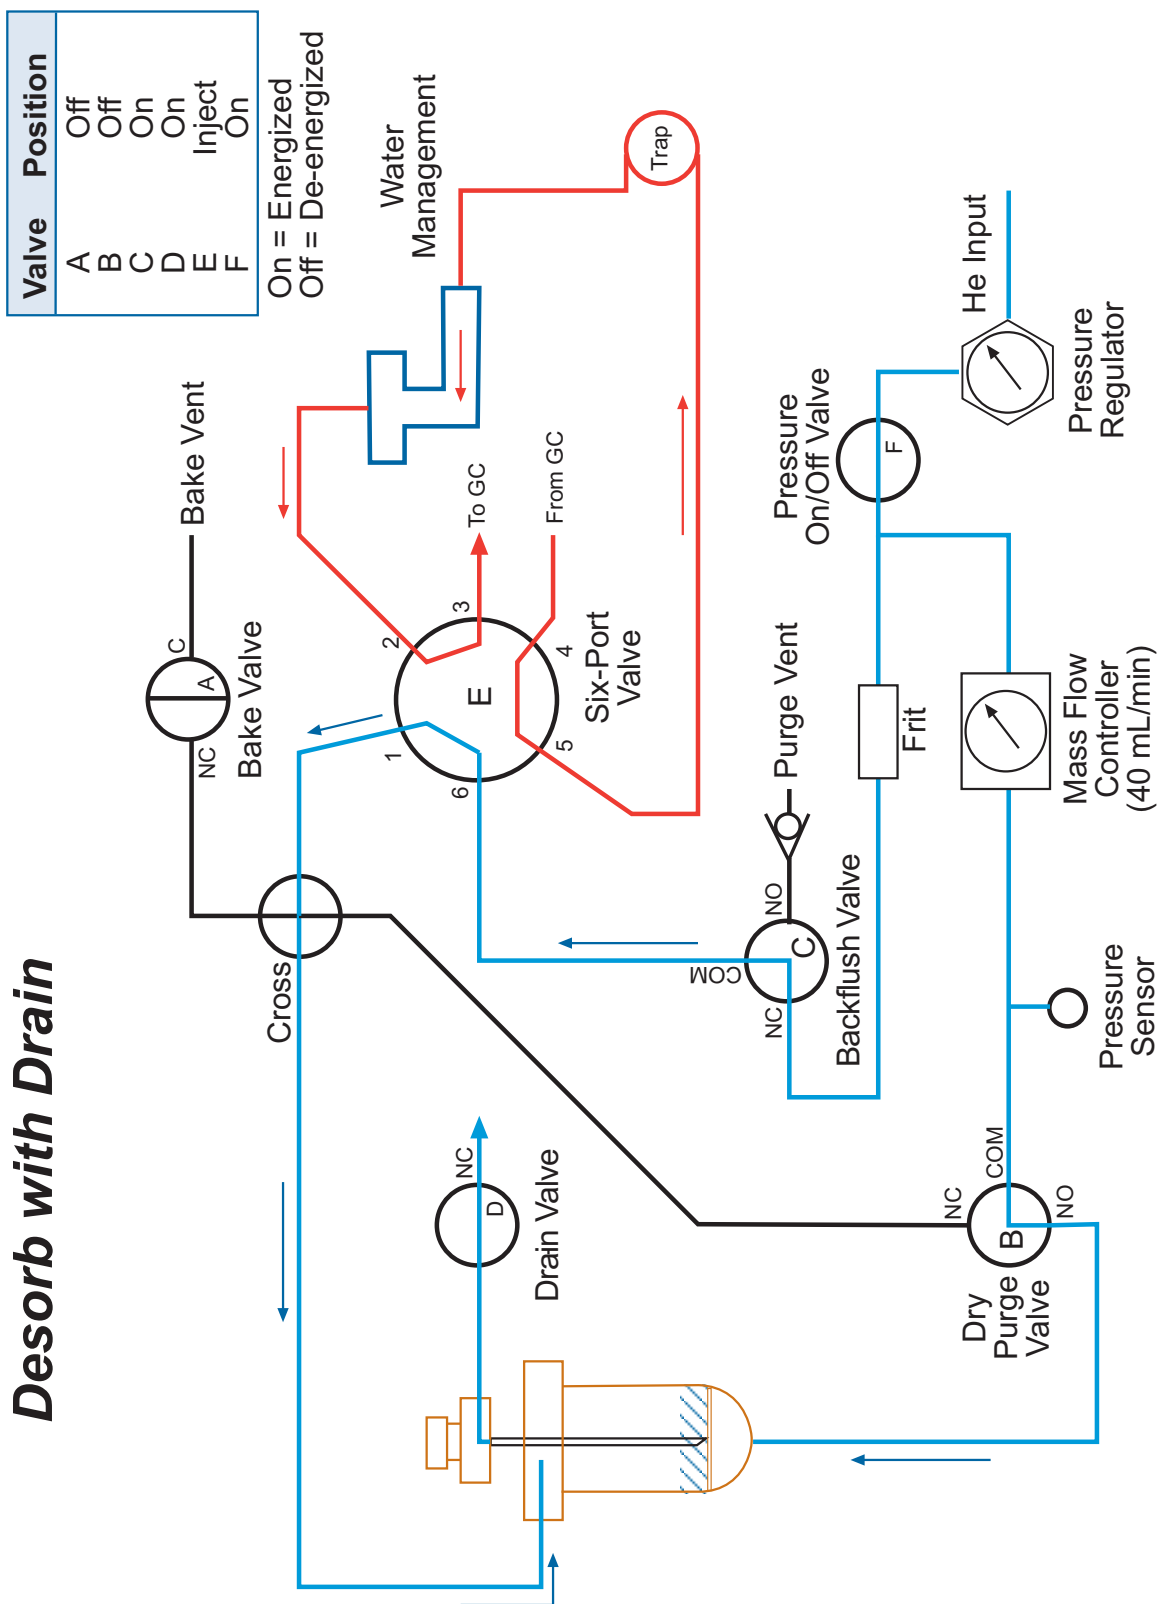 Desorb with Drain
Valve Position
A Off
B Off
C On
D On
E Inject
F On
On = Energized
Off = De-energized
Bake Vent
C
A
NC
Bake Valve
Cross
Water
Management
Trap
To GC
From GC
1
2
3
4
5
6
E
Six-Port
Valve
NC
D
Drain Valve
Purge Vent
NO
C
COM
NC
Backflush Valve
Pressure
On/Off Valve
F
He Input
Pressure
Regulator
Frit
Mass Flow
Controller
(40 mL/min)
Pressure
Sensor
COM
NC
NO
B
Dry
Purge
Valve